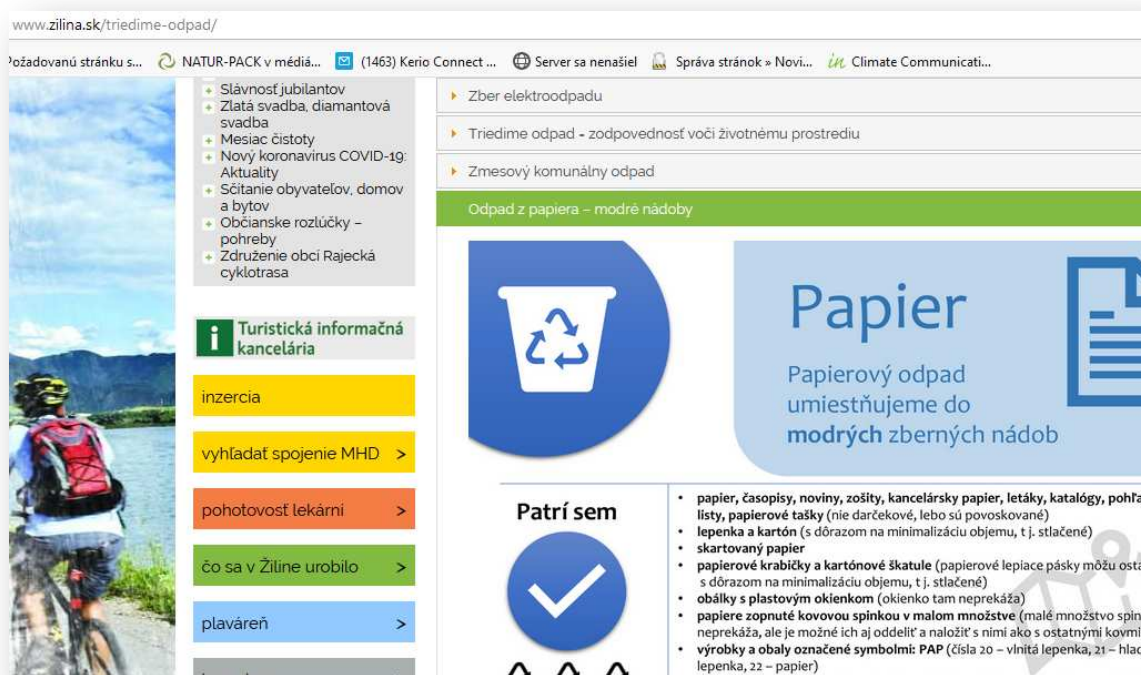 www.zilina.sk/triedime-odpad/
Požadovanú stránku s...
NATUR-PACK v médiá...
(1463) Kerio Connect ...
Server sa nenašiel
Správa stránok » Novi...
Climate Communicati...
Slávnosť jubilantov
Zlatá svadba, diamantová
svadba
Mesiac čistoty
Nový koronavírus COVID-19:
Aktuality
Sčítanie obyvateľov, domov
a bytov
Občianske rozlúčky –
pohreby
Združenie obcí Rajecká
cyklotrasa
Turistická informačná
kancelária
inzercia
vyhľadať spojenie MHD >
pohotovosť lekární >
čo sa v Žiline urobilo >
plaváreň >
Zber elektroodpadu
Triedime odpad - zodpovednosť voči životnému prostrediu
Zmesový komunálny odpad
Odpad z papiera – modré nádoby
Papier
Papierový odpad
umiestňujeme do
modrých zberných nádob
Patrí sem
• papier, časopisy, noviny, zošity, kancelársky papier, letáky, katalógy, pohľa
listy, papierové tašky (nie darčekové, lebo sú povoskované)
• lepenka a kartón (s dôrazom na minimalizáciu objemu, t j. stlačené)
• skartovaný papier
• papierové krabičky a kartónové škatule (papierové lepiace pásky môžu osta
s dôrazom na minimalizáciu objemu, t j. stlačené)
• obálky s plastovým okienkom (okienko tam neprekáža)
• papiere zopnuté kovovou spinkou v malom množstve (malé množstvo spin
neprekáža, ale je možné ich aj oddeliť a naložiť s nimi ako s ostatnými kovmi
• výrobky a obaly označené symbolmi: PAP (čísla 20 – vlnitá lepenka, 21 – hlad
lepenka, 22 – papier)